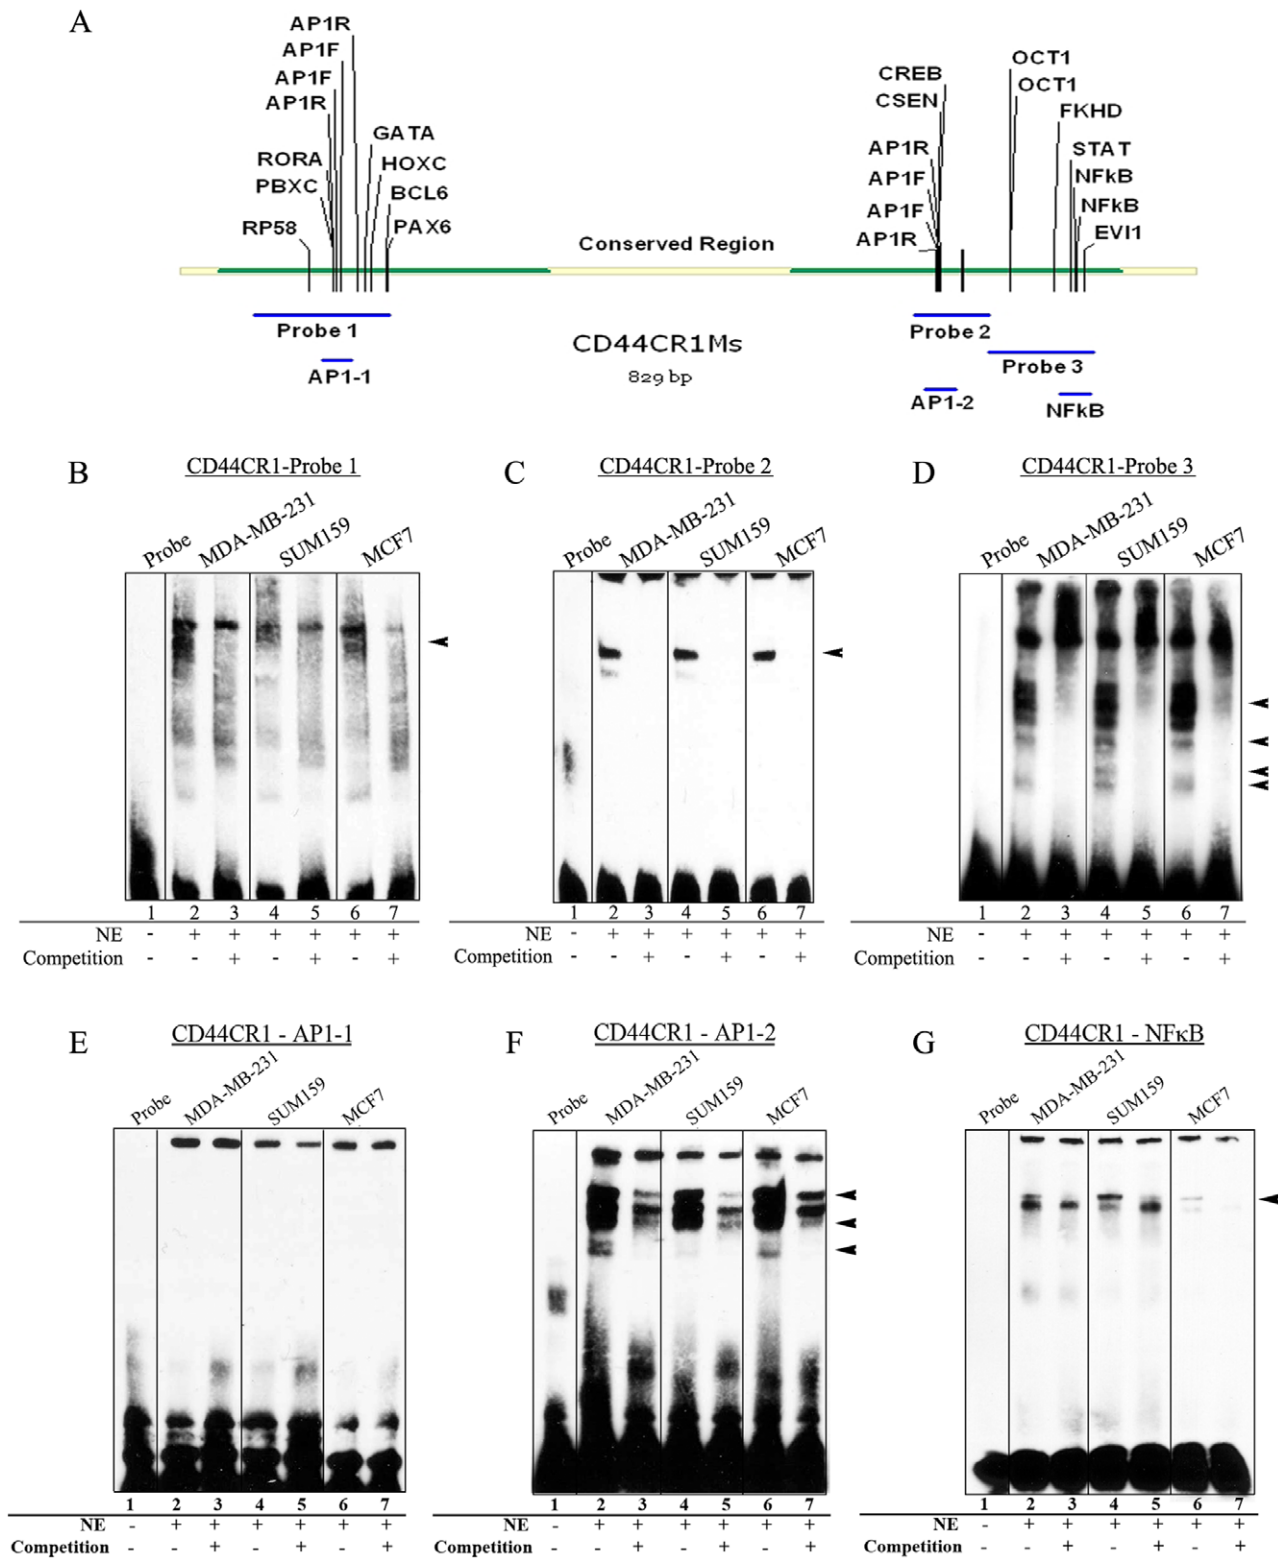 A
AP1R
AP1F
AP1F
AP1R
RORA
PBXC
RP58
GATA
HOXC
BCL6
PAX6
Conserved Region
CREB
CSEN
AP1R
AP1F
AP1F
AP1R
OCT1
OCT1
FKHD
STAT
NFkB
NFkB
EVI1
Probe 1
AP1-1
CD44CR1Ms
829 bp
Probe 2
Probe 3
AP1-2
NFkB
B
CD44CR1-Probe 1
Probe MDA-MB-231 SUM159 MCF7
1 2 3 4 5 6 7
NE - + + + + + +
Competition - - + - + - +
C
CD44CR1-Probe 2
Probe MDA-MB-231 SUM159 MCF7
1 2 3 4 5 6 7
NE - + + + + + +
Competition - - + - + - +
D
CD44CR1-Probe 3
Probe MDA-MB-231 SUM159 MCF7
1 2 3 4 5 6 7
NE - + + + + + +
Competition - - + - + - +
E
CD44CR1 - AP1-1
Probe MDA-MB-231 SUM159 MCF7
1 2 3 4 5 6 7
NE - + + + + + +
Competition - - + - + - +
F
CD44CR1 - AP1-2
Probe MDA-MB-231 SUM159 MCF7
1 2 3 4 5 6 7
NE - + + + + + +
Competition - - + - + - +
G
CD44CR1 - NFκB
Probe MDA-MB-231 SUM159 MCF7
1 2 3 4 5 6 7
NE - + + + + + +
Competition - - + - + - +